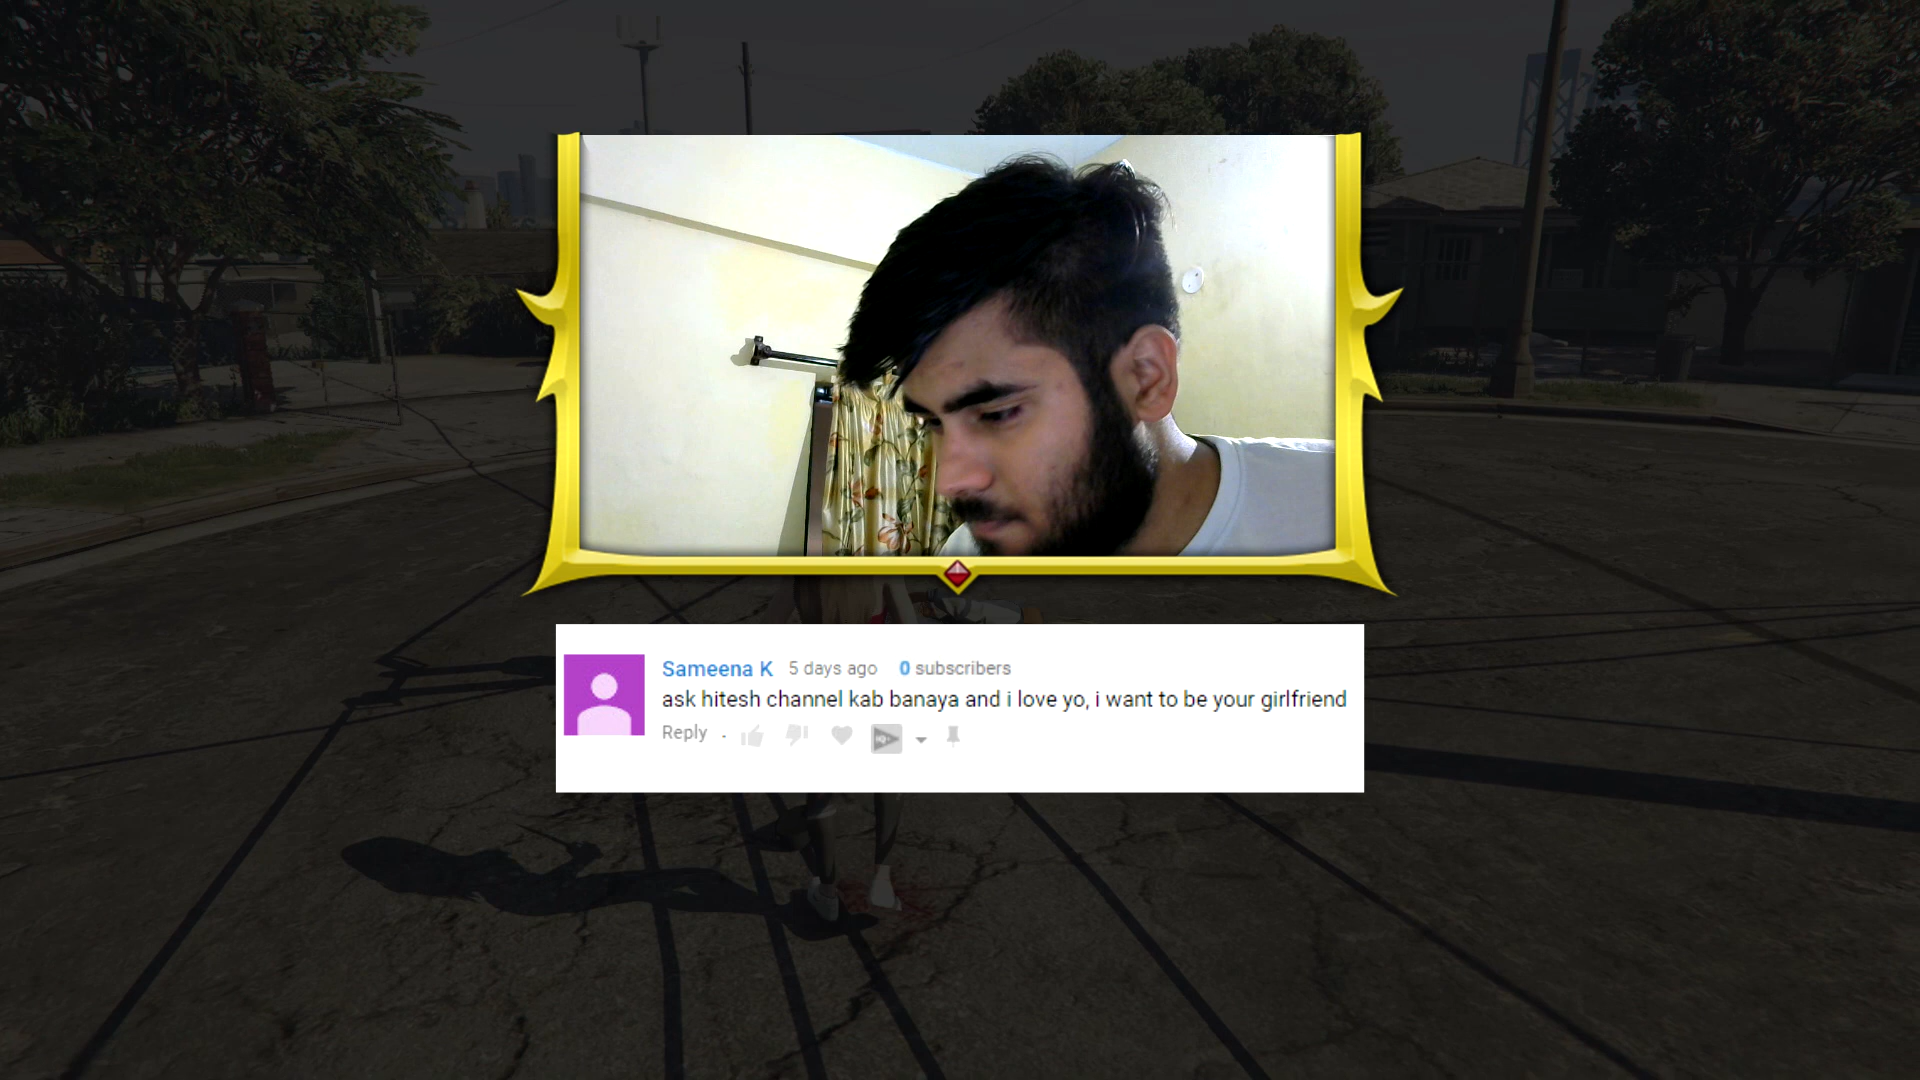 Sameena K 5 days ago 0 subscribers
ask hitesh channel kab banaya and i love yo, i want to be your girlfriend
Reply .